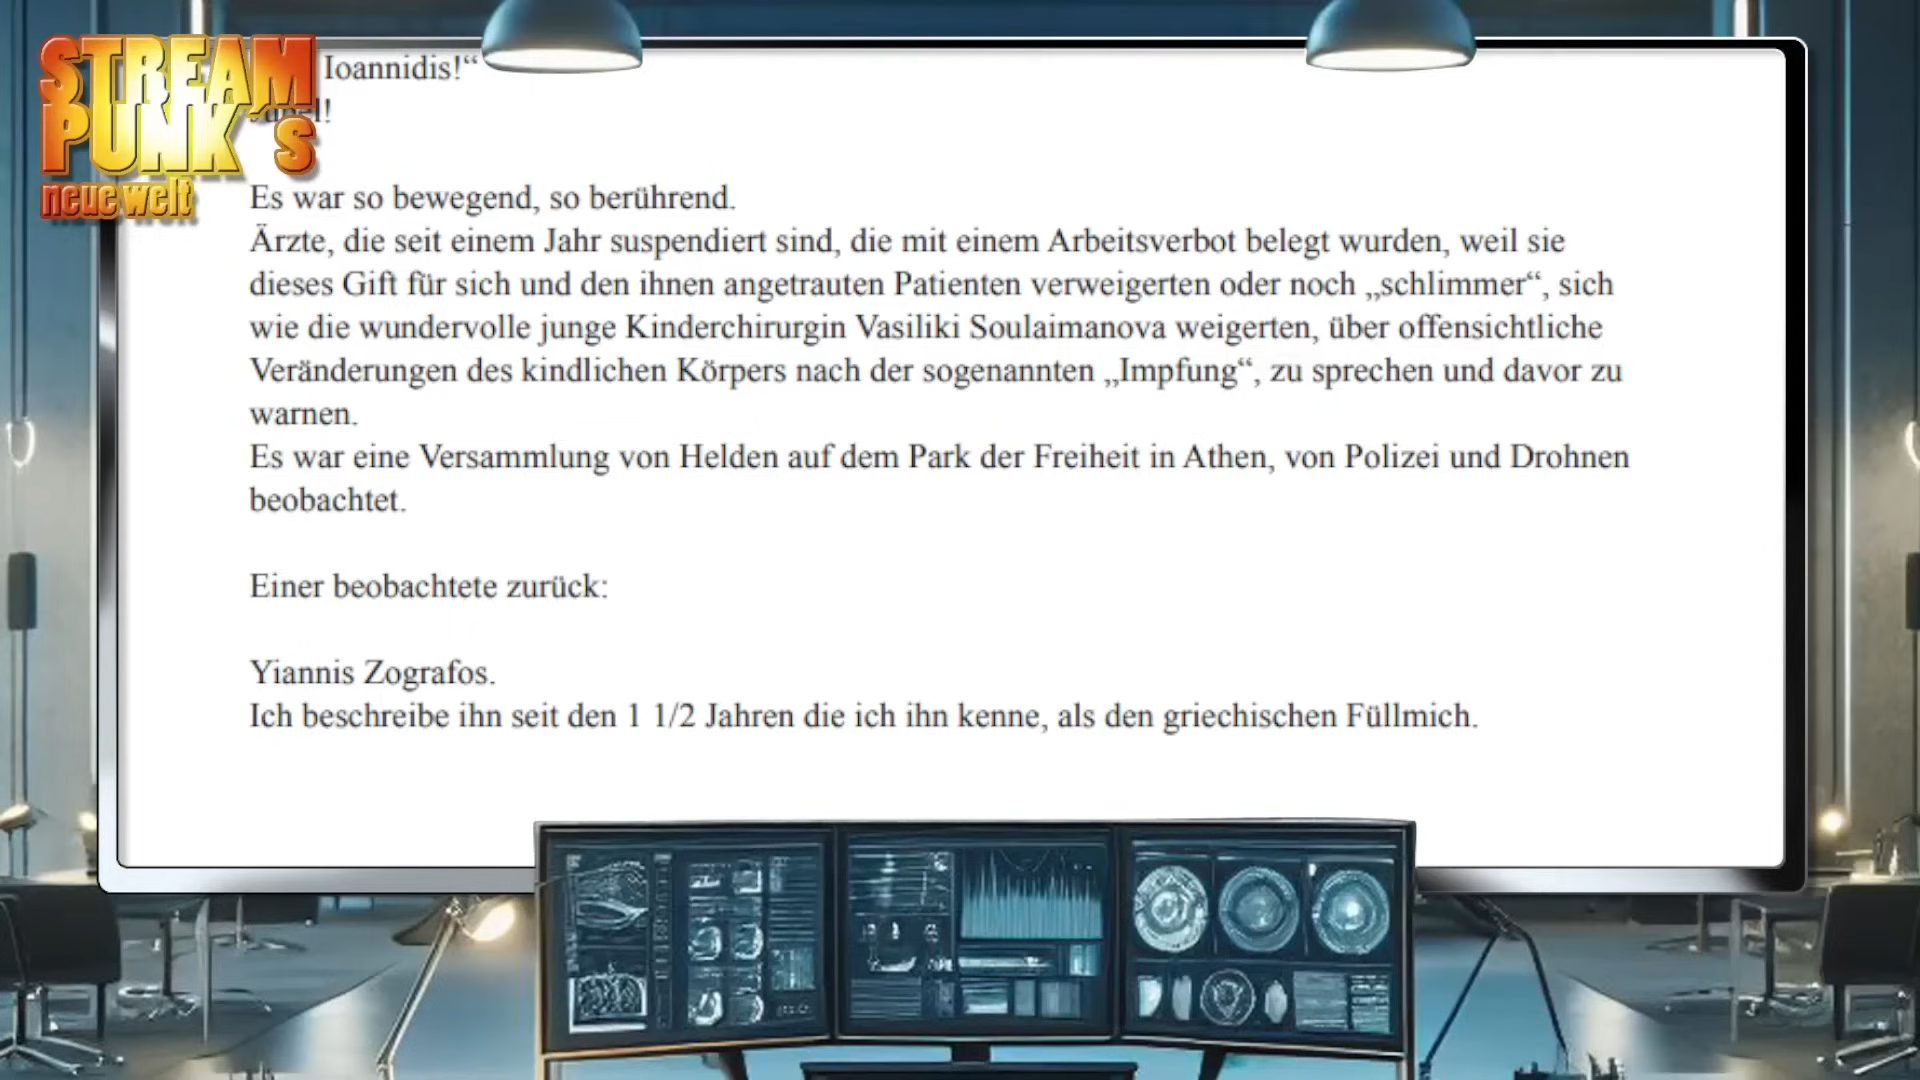 STREAM
PUNK´s
neue welt
Ioannidis!“
Es war so bewegend, so berührend.
Ärzte, die seit einem Jahr suspendiert sind, die mit einem Arbeitsverbot belegt wurden, weil sie
dieses Gift für sich und den ihnen angetrauten Patienten verweigerten oder noch „schlimmer“, sich
wie die wundervolle junge Kinderchirurgin Vasiliki Soulaimanova weigerten, über offensichtliche
Veränderungen des kindlichen Körpers nach der sogenannten „Impfung“, zu sprechen und davor zu
warnen.
Es war eine Versammlung von Helden auf dem Park der Freiheit in Athen, von Polizei und Drohnen
beobachtet.
Einer beobachtete zurück:
Yiannis Zografos.
Ich beschreibe ihn seit den 1 1/2 Jahren die ich ihn kenne, als den griechischen Füllmich.